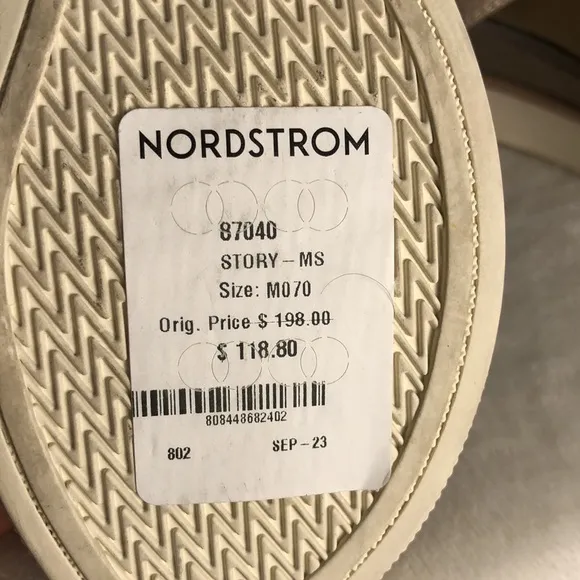 NORDSTROM
87040
STORY-MS
Size: M070
Orig. Price $ 198.00
$ 118.80
808448682402
802 SEP-23